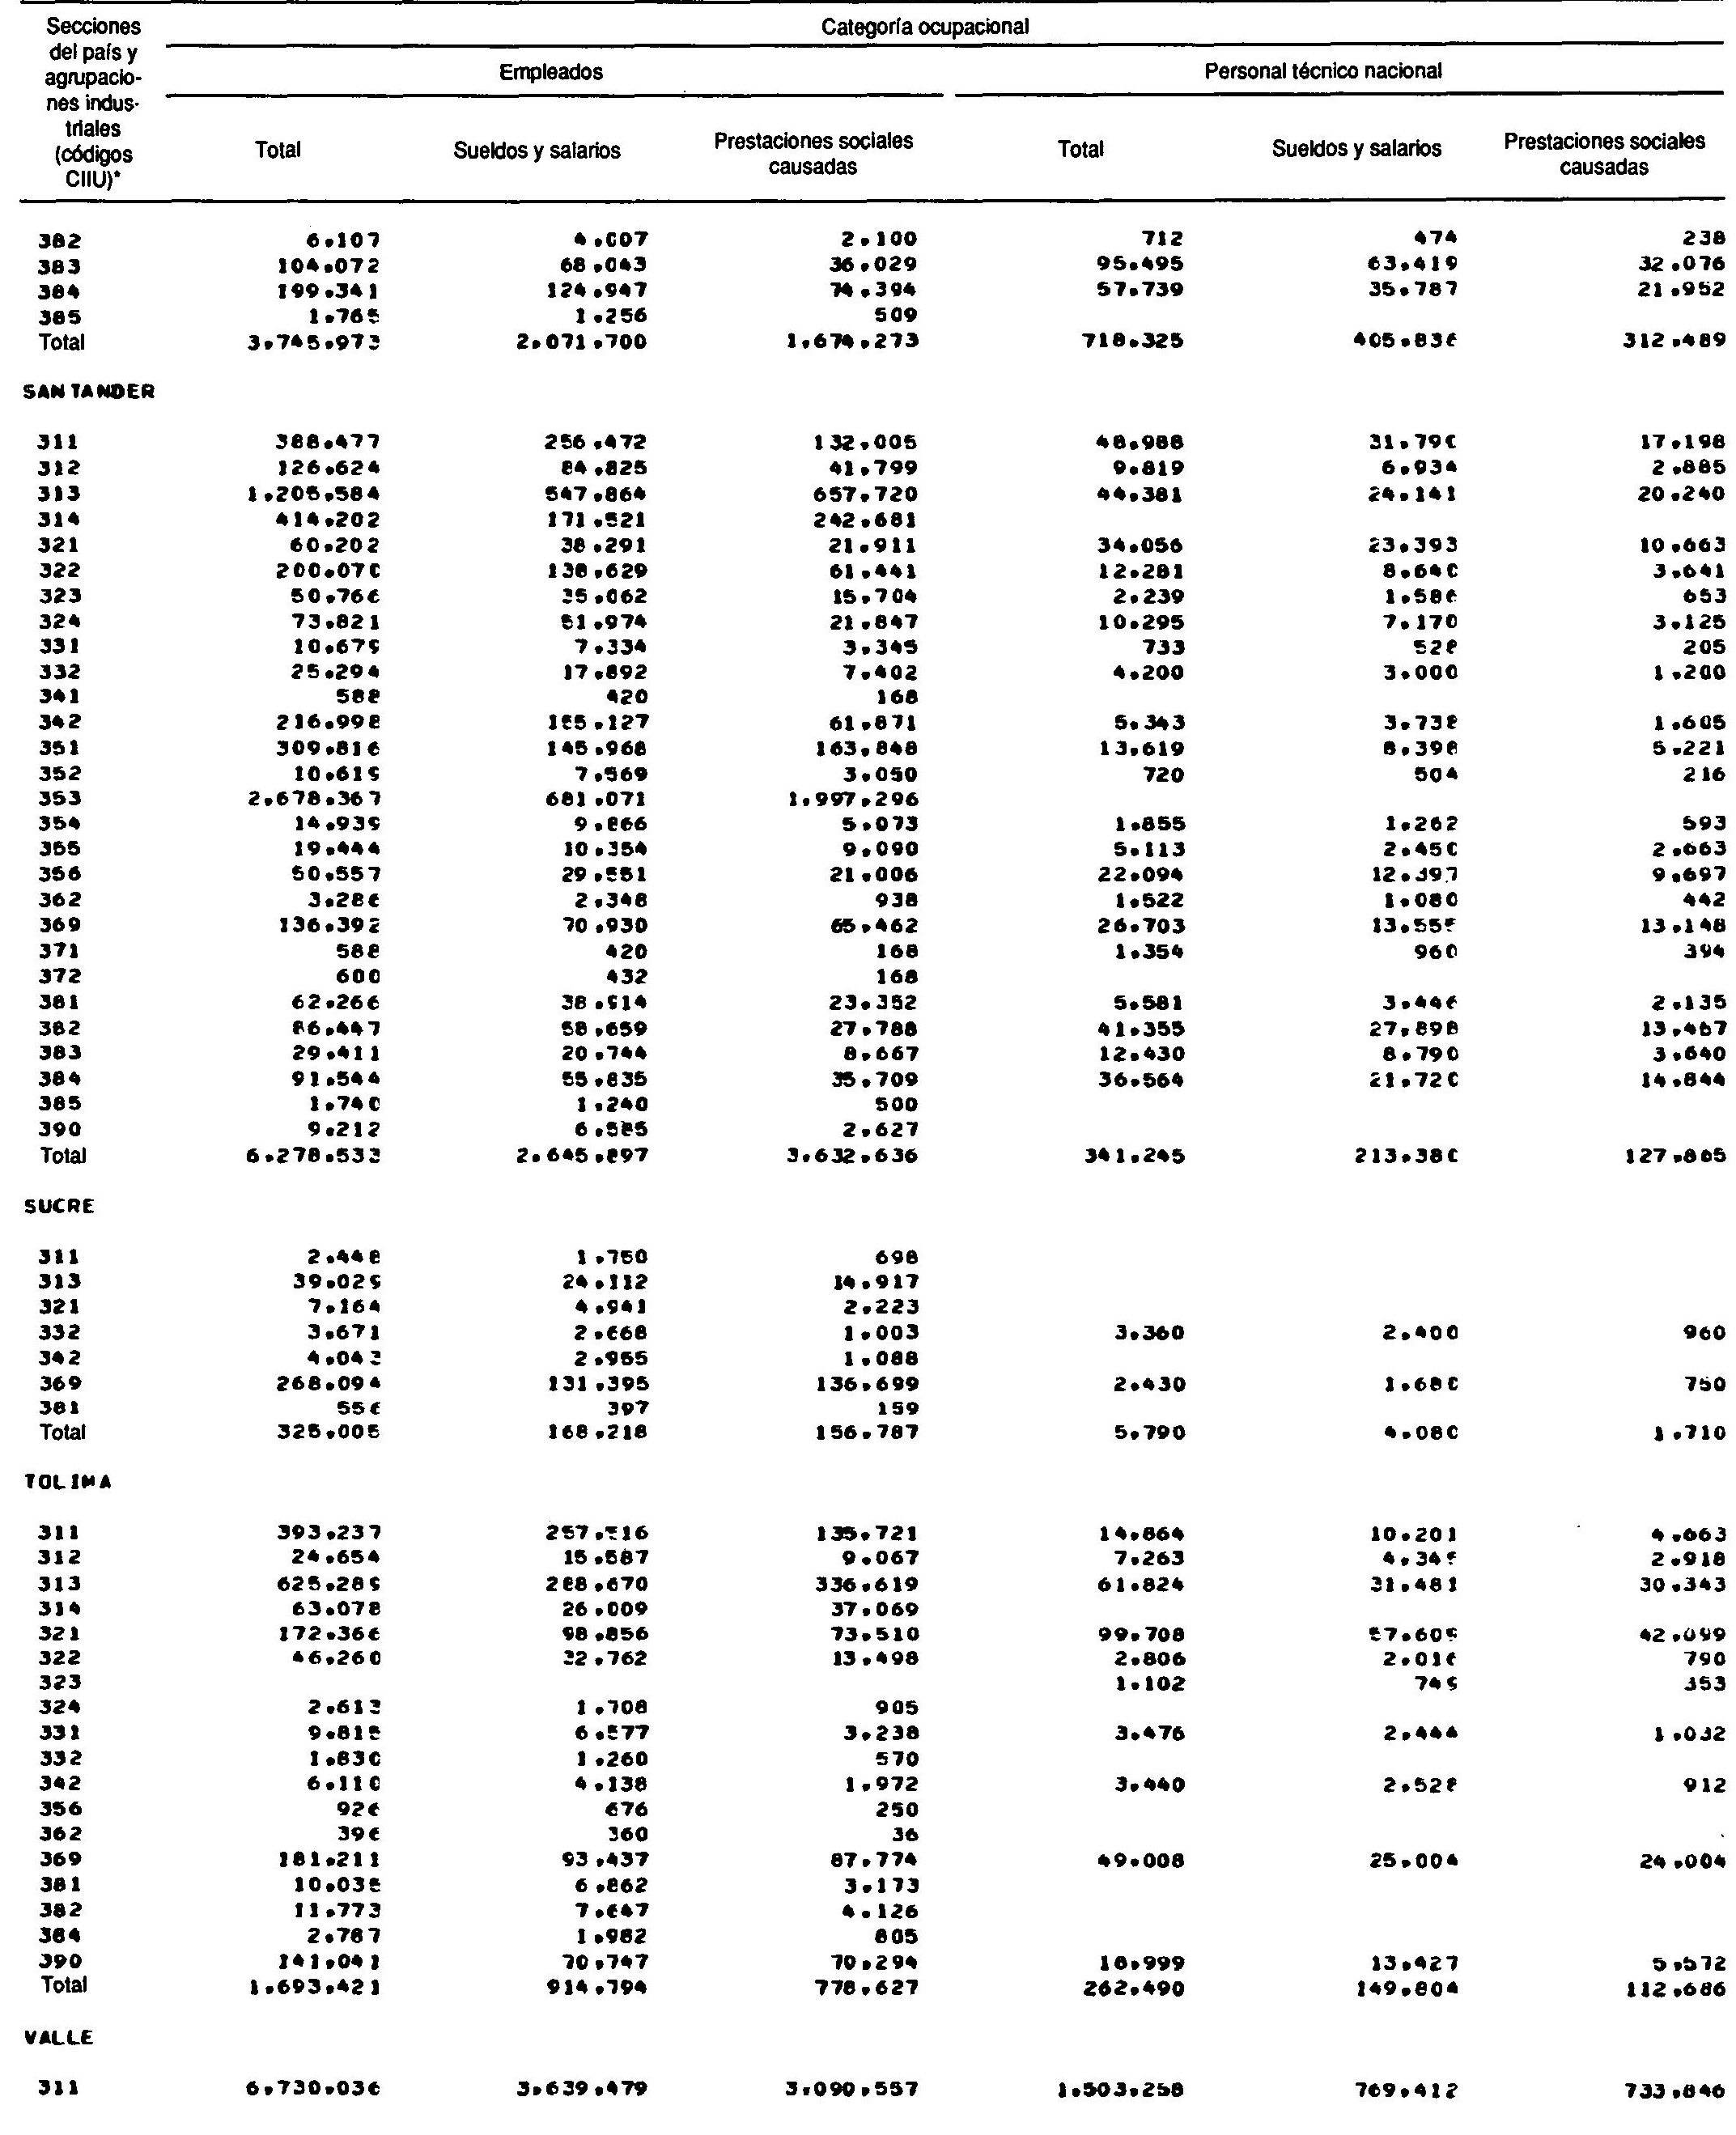 Secciones del país y agrupacio- nes indus- triales (códigos CIIU)* Categoría ocupacional
Empleados Personal técnico nacional
Total Sueldos y salarios Prestaciones sociales causadas Total Sueldos y salarios Prestaciones sociales causadas
382 6.107 4.007 2.100 712 474 238
383 104.072 68.043 36.029 95.495 63.419 32.076
384 199.341 124.947 74.394 57.739 35.787 21.952
385 1.765 1.256 509
Total 3.745.973 2.071.700 1.674.273 718.325 405.836 312.489
SANTANDER
311 388.477 256.472 132.005 48.988 31.790 17.198
312 126.624 84.825 41.799 9.819 6.934 2.885
313 1.205.584 547.864 657.720 44.381 24.141 20.240
314 414.202 171.521 242.681
321 60.202 38.291 21.911 34.056 23.393 10.663
322 200.070 138.629 61.441 12.281 8.640 3.641
323 50.766 35.062 15.704 2.239 1.586 653
324 73.821 51.974 21.847 10.295 7.170 3.125
331 10.679 7.334 3.345 733 528 205
332 25.294 17.892 7.402 4.200 3.000 1.200
341 588 420 168
342 216.998 155.127 61.871 5.343 3.738 1.605
351 309.816 145.968 163.848 13.619 8.398 5.221
352 10.619 7.569 3.050 720 504 216
353 2.678.367 681.071 1.997.296
354 14.939 9.866 5.073 1.855 1.262 593
355 19.444 10.354 9.090 5.113 2.450 2.663
356 50.557 29.551 21.006 22.094 12.397 9.697
362 3.286 2.348 938 1.522 1.080 442
369 136.392 70.930 65.462 26.703 13.555 13.148
371 588 420 168 1.354 960 394
372 600 432 168
381 62.266 38.914 23.352 5.581 3.446 2.135
382 86.447 58.659 27.788 41.355 27.898 13.457
383 29.411 20.744 8.667 12.430 8.790 3.640
384 91.544 55.835 35.709 36.564 21.720 14.844
385 1.740 1.240 500
390 9.212 6.585 2.627
Total 6.278.533 2.645.897 3.632.636 341.245 213.380 127.865
SUCRE
311 2.448 1.750 698
313 39.029 24.112 14.917
321 7.164 4.941 2.223
332 3.671 2.668 1.003 3.360 2.400 960
342 4.043 2.955 1.088
369 268.094 131.395 136.699 2.430 1.680 750
381 556 397 159
Total 325.005 168.218 156.787 5.790 4.080 1.710
TOLIMA
311 393.237 257.516 135.721 14.864 10.201 4.663
312 24.654 15.587 9.067 7.263 4.345 2.918
313 625.289 288.670 336.619 61.824 31.481 30.343
314 63.078 26.009 37.069
321 172.366 98.856 73.510 99.708 57.609 42.099
322 46.260 32.762 13.498 2.806 2.016 790
323 1.102 749 353
324 2.613 1.708 905
331 9.815 6.577 3.238 3.476 2.444 1.032
332 1.830 1.260 570
342 6.110 4.138 1.972 3.440 2.528 912
356 926 676 250
362 396 360 36
369 181.211 93.437 87.774 49.008 25.004 24.004
381 10.035 6.862 3.173
382 11.773 7.647 4.126
384 2.787 1.982 805
390 141.041 70.747 70.294 18.999 13.427 5.572
Total 1.693.421 914.794 778.627 262.490 149.804 112.686
VALLE
311 6.730.036 3.639.479 3.090.557 1.503.258 769.412 733.846